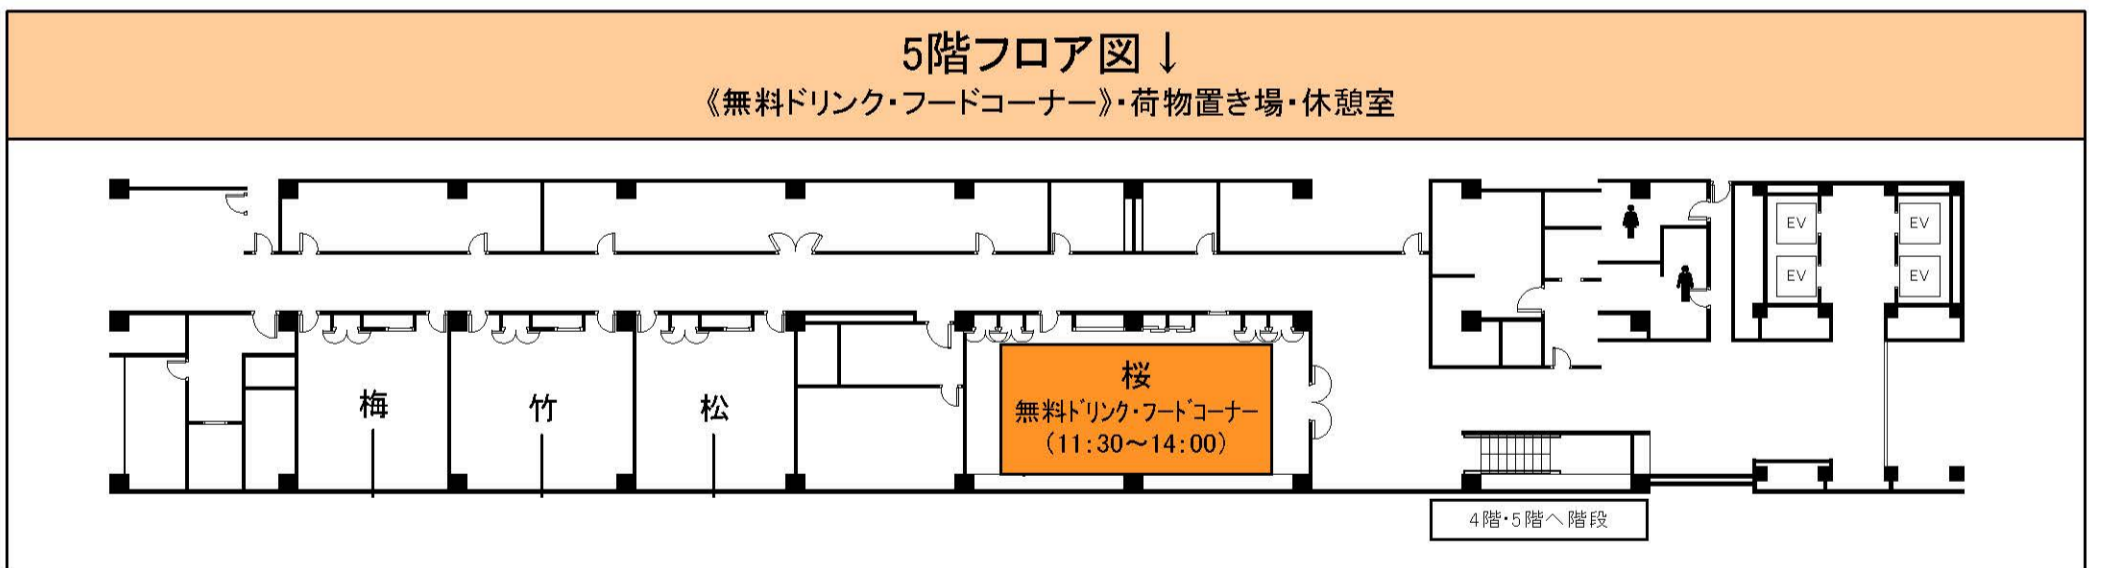 5階フロア図↓
《無料ドリンク・フードコーナー》・荷物置き場・休憩室
EV
EV
EV
EV
梅
竹
松
桜
無料ドリンク・フードコーナー
(11:30～14:00)
4階・5階へ階段